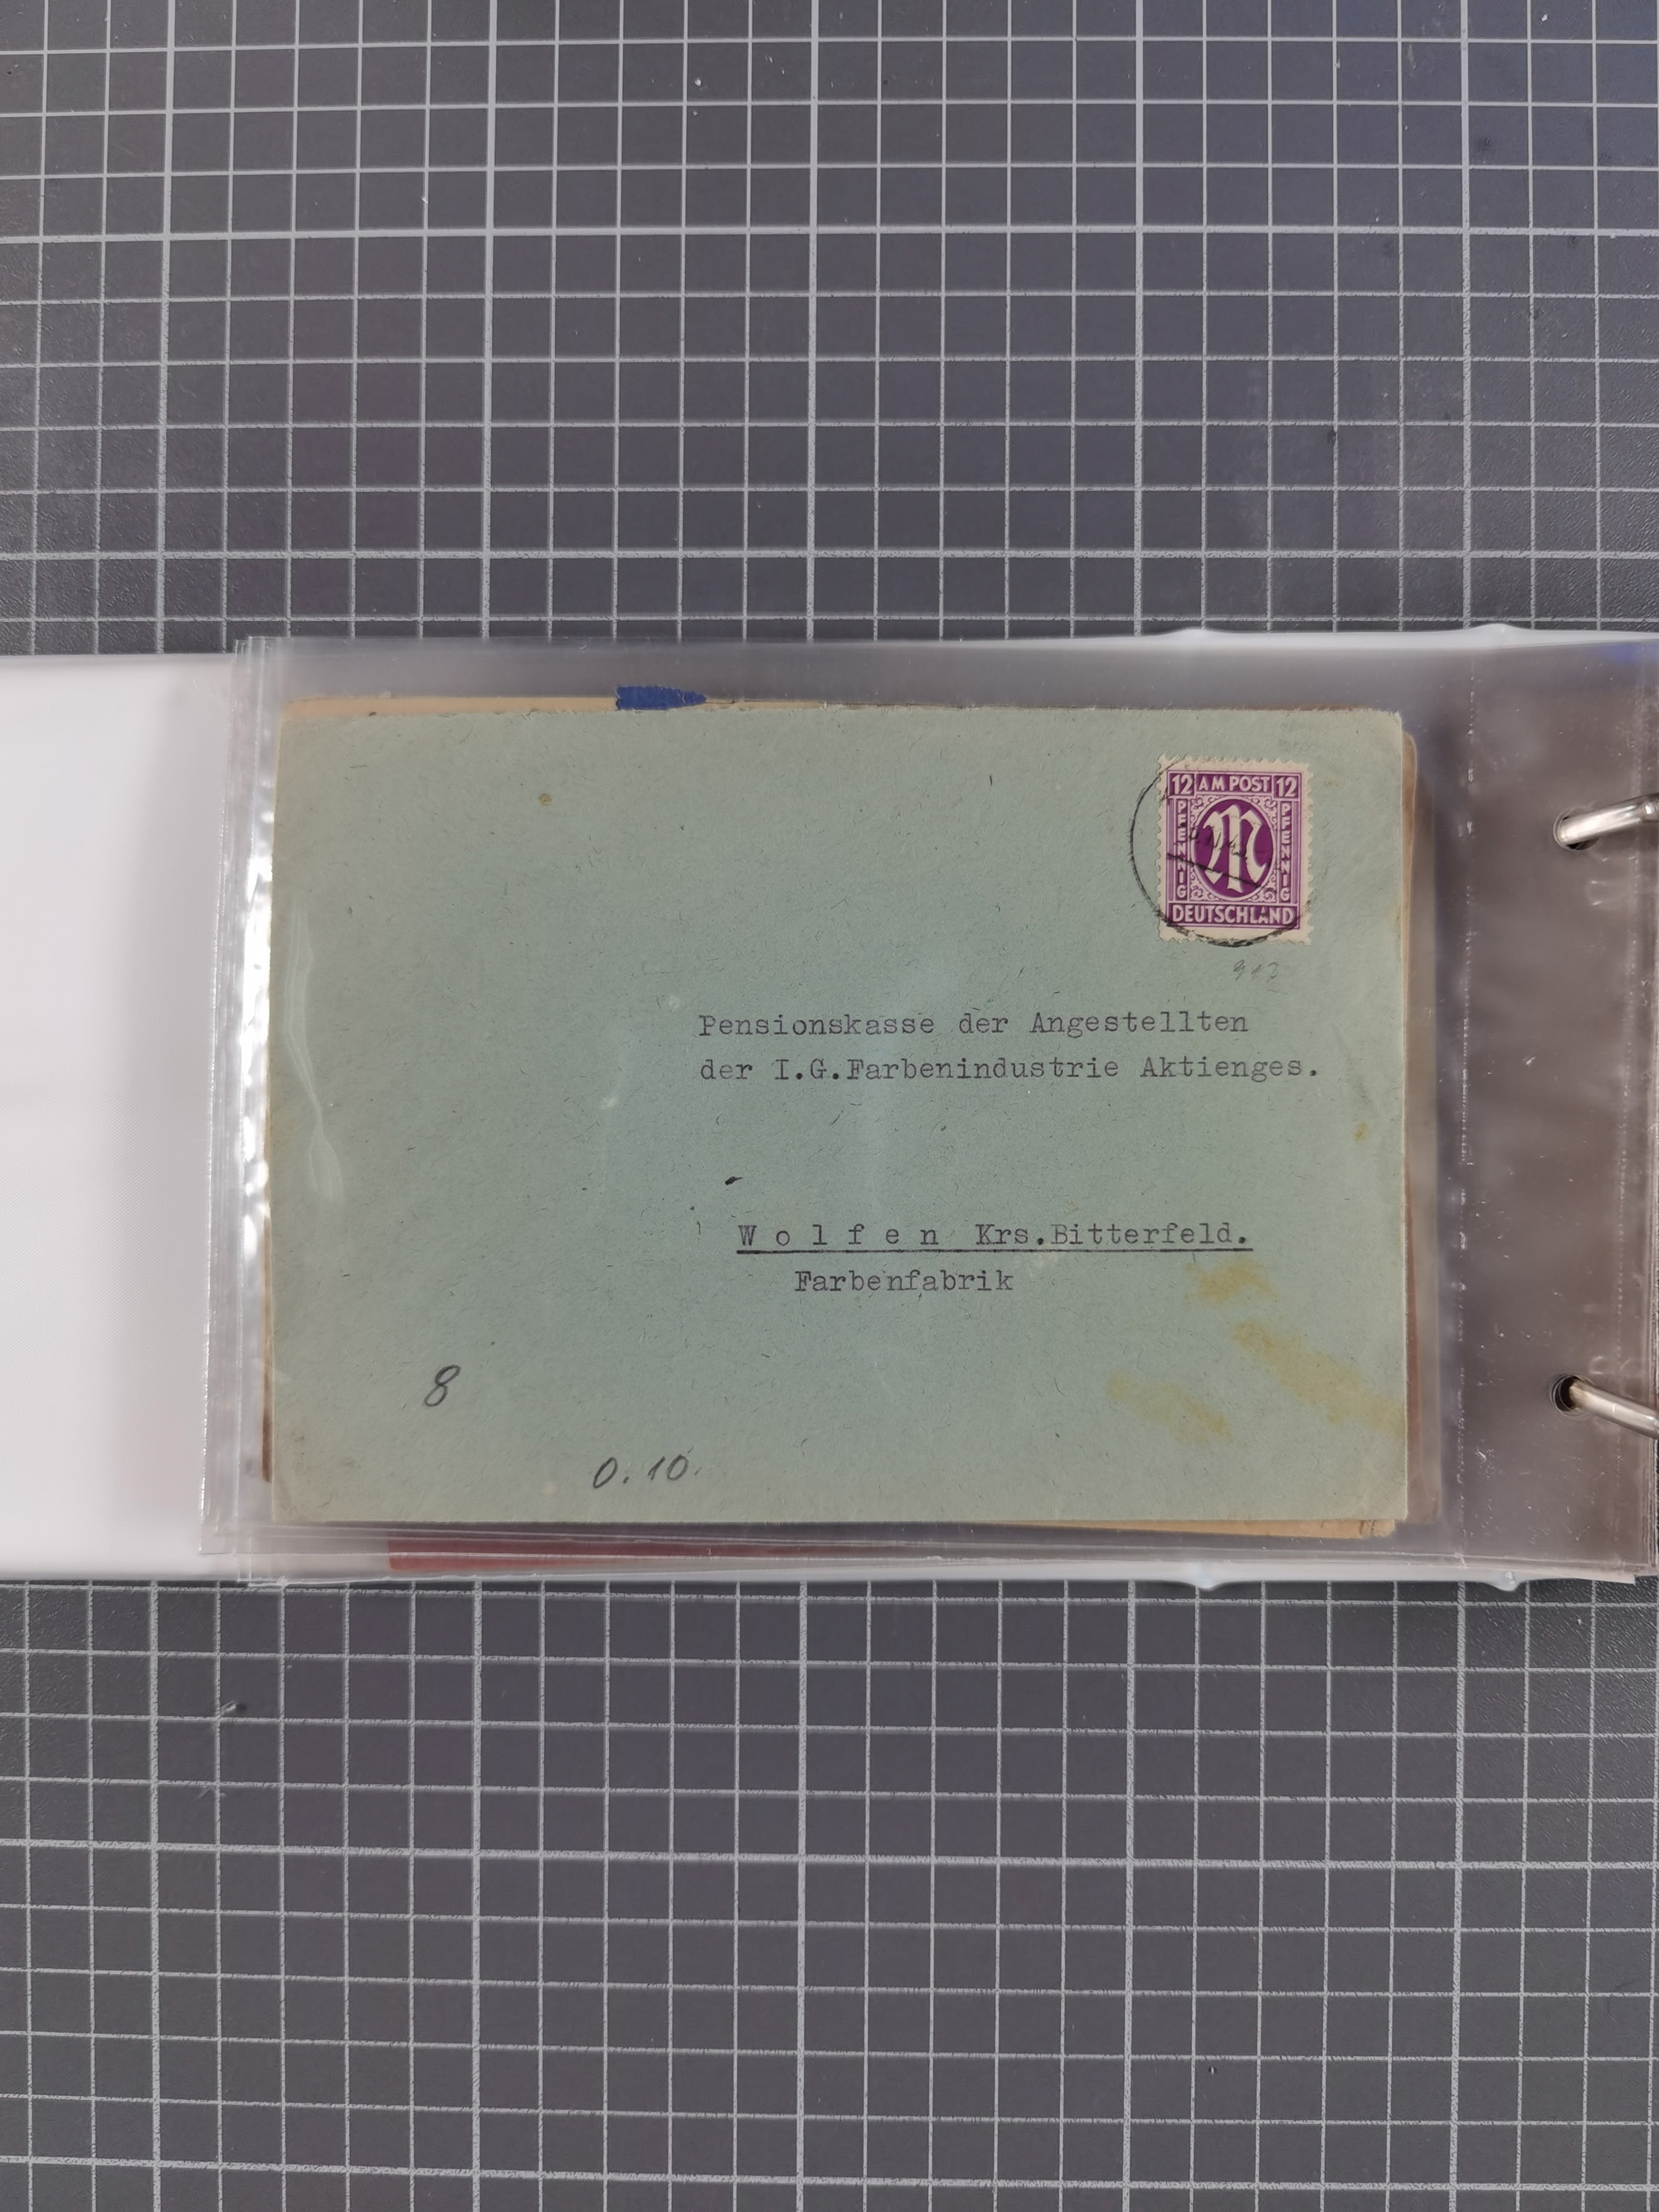 12 AM POST 12
PFENNIG PFENNIG
M
DEUTSCHLAND
Pensionskasse der Angestellten
der I.G.Farbenindustrie Aktienges.
W o l f e n Krs.Bitterfeld.
Farbenfabrik
8
0.10.